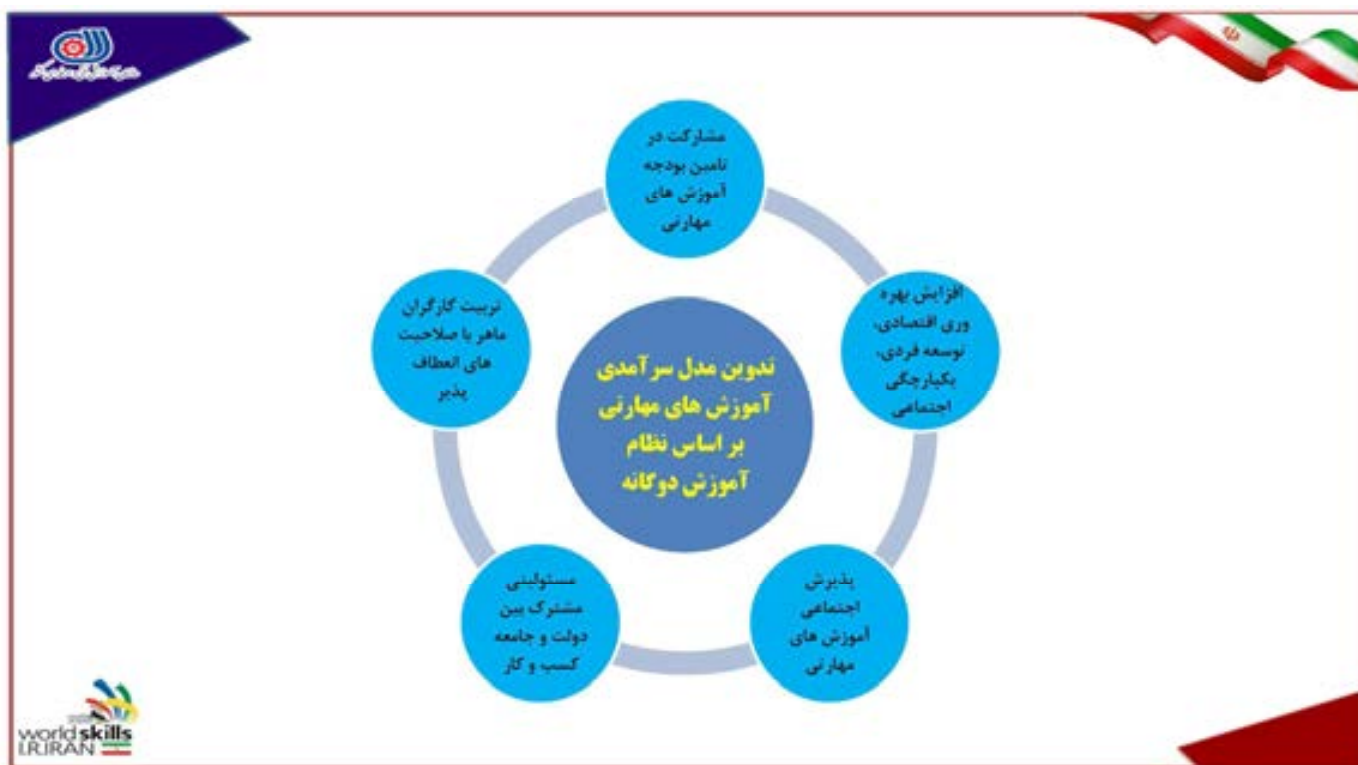 مشارکت در
تامین بودجه
آموزش های
مهارتی
افزایش بهره
وری اقتصادی،
توسعه فردی،
یکپارچگی
اجتماعی
پذیرش
اجتماعی
آموزش های
مهارتی
مسئولیتی
مشترک بین
دولت و جامعه
کسب و کار
تربیت کارگران
ماهر با صلاحیت
های انعطاف
پذیر
تدوین مدل سرآمدی
آموزش های مهارتی
بر اساس نظام
آموزش دوگانه
world skills
I.R.IRAN